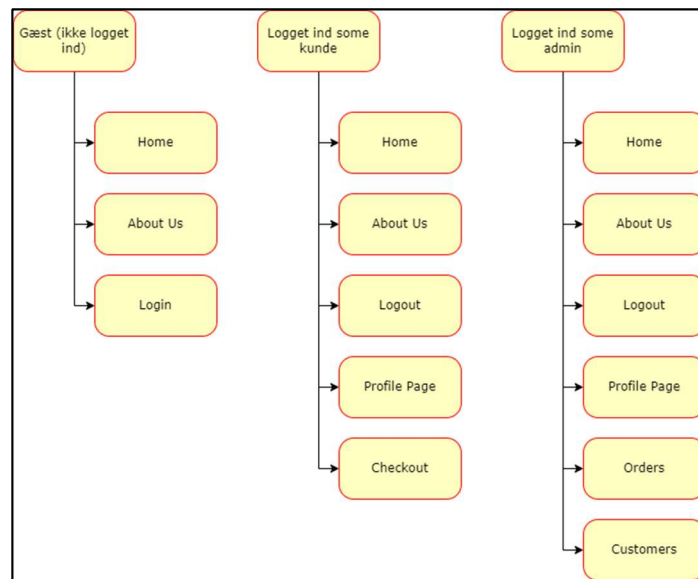 Gæst (ikke logget
ind)
Home
About Us
Login
Logget ind some
kunde
Home
About Us
Logout
Profile Page
Checkout
Logget ind some
admin
Home
About Us
Logout
Profile Page
Orders
Customers